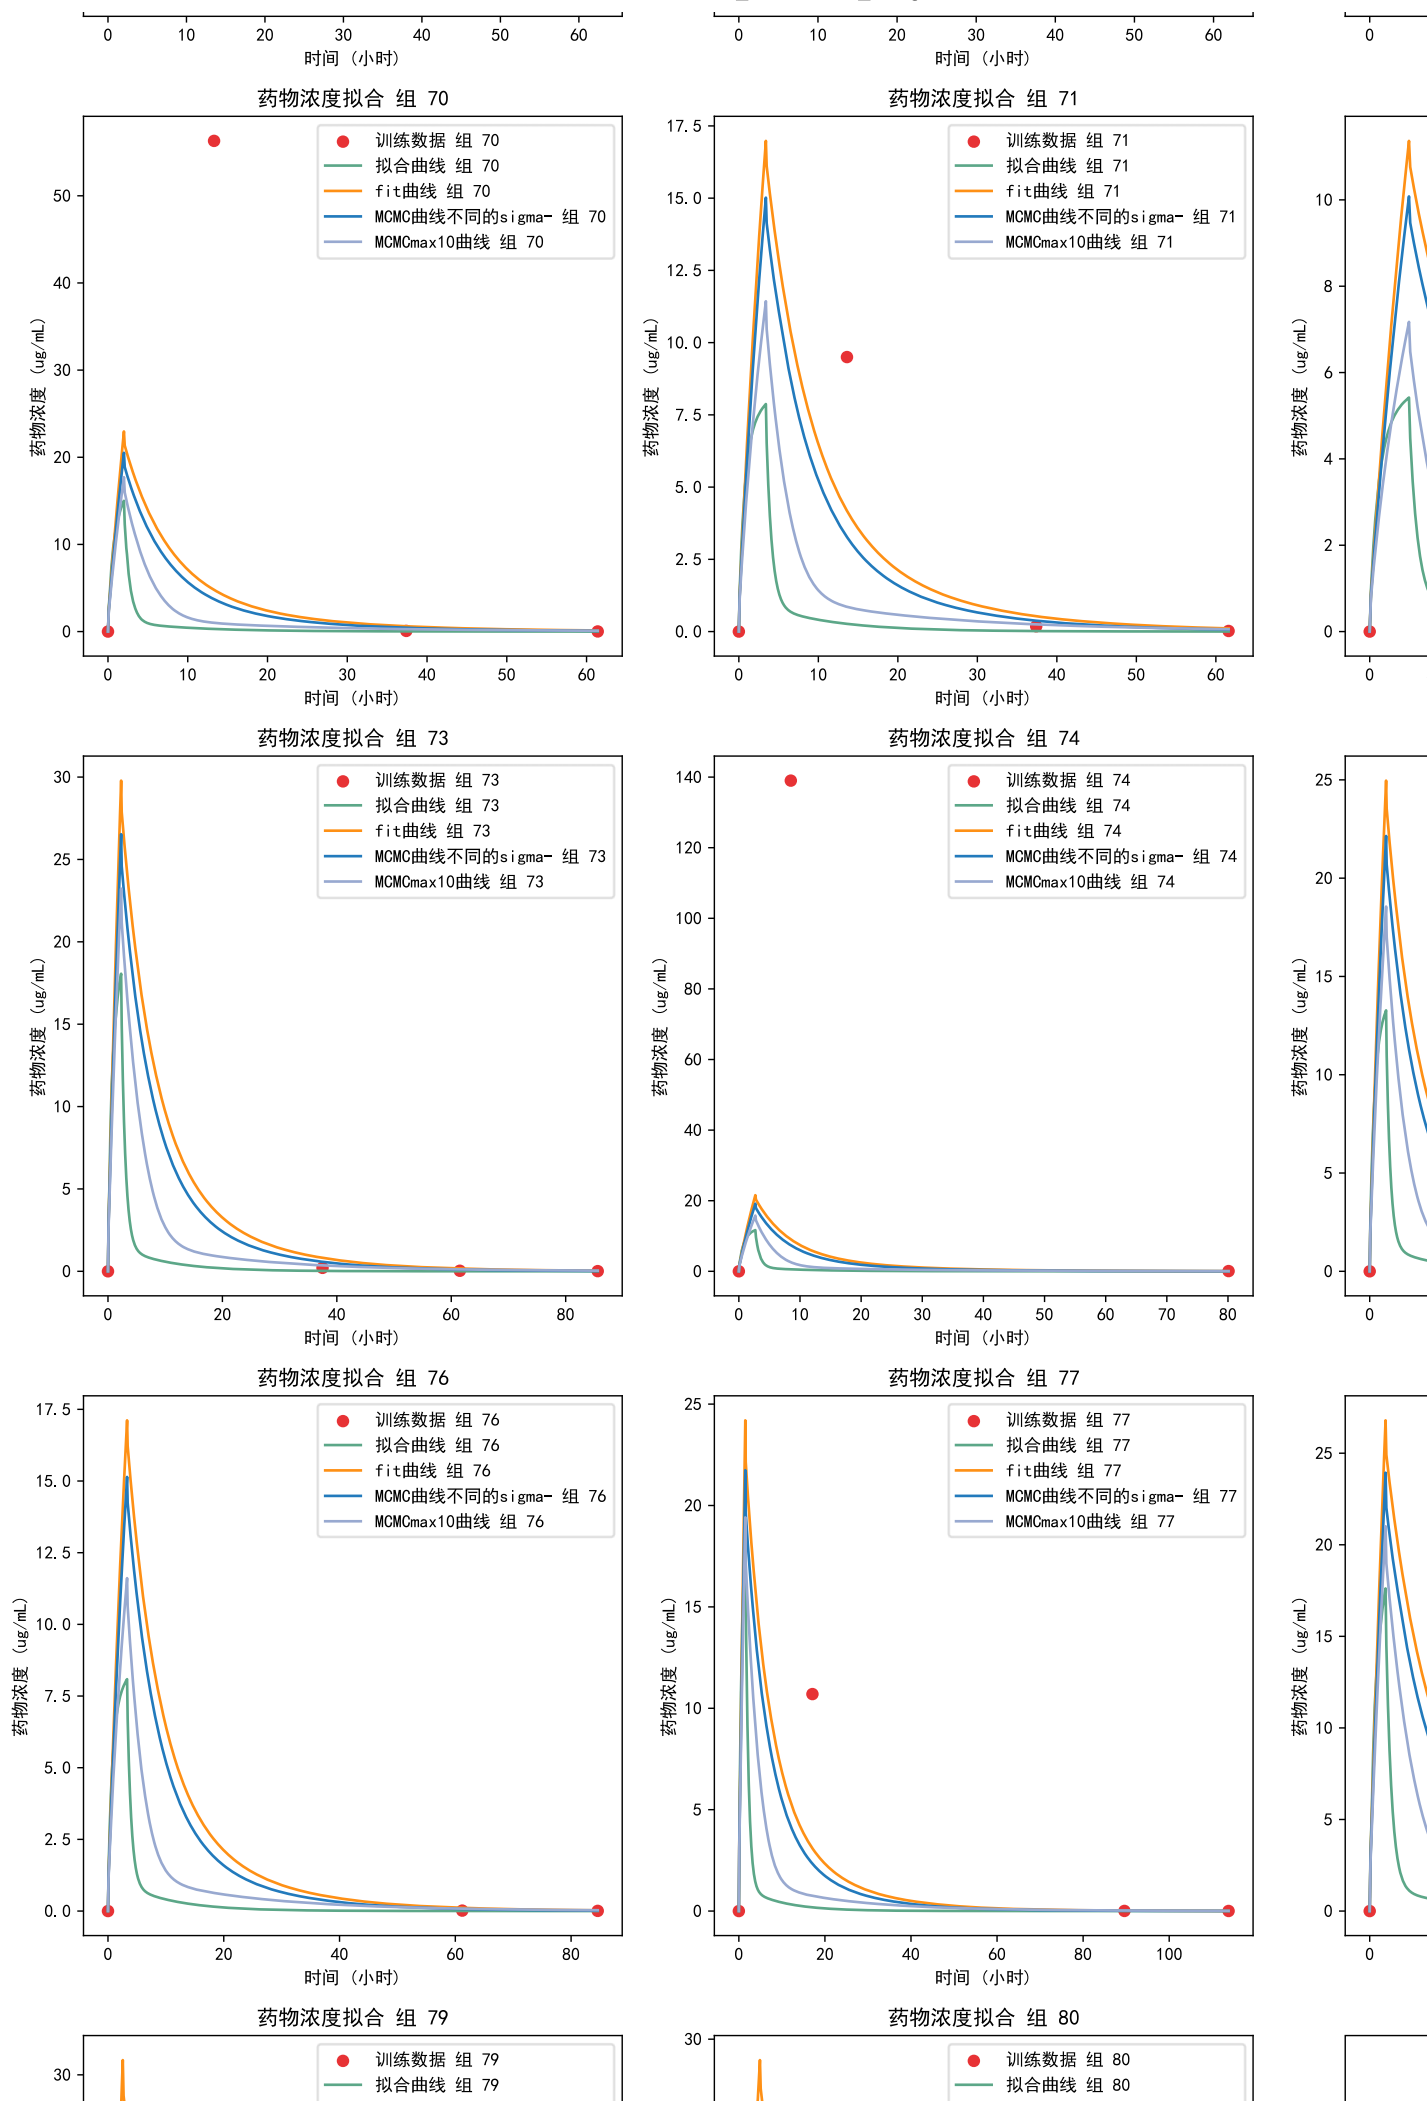 0 10 20 30 40 50 60
时间 (小时)
0 10 20 30 40 50 60
时间 (小时)
0
药物浓度拟合 组 70
训练数据 组 70
拟合曲线 组 70
fit曲线 组 70
MCMC曲线不同的sigma- 组 70
MCMCmax10曲线 组 70
50
40
30
20
10
0
药物浓度 (ug/mL)
0 10 20 30 40 50 60
时间 (小时)
药物浓度拟合 组 71
训练数据 组 71
拟合曲线 组 71
fit曲线 组 71
MCMC曲线不同的sigma- 组 71
MCMCmax10曲线 组 71
17.5
15.0
12.5
10.0
7.5
5.0
2.5
0.0
药物浓度 (ug/mL)
0 10 20 30 40 50 60
时间 (小时)
10
8
6
4
2
0
药物浓度 (ug/mL)
0
药物浓度拟合 组 73
训练数据 组 73
拟合曲线 组 73
fit曲线 组 73
MCMC曲线不同的sigma- 组 73
MCMCmax10曲线 组 73
30
25
20
15
10
5
0
药物浓度 (ug/mL)
0 20 40 60 80
时间 (小时)
药物浓度拟合 组 74
训练数据 组 74
拟合曲线 组 74
fit曲线 组 74
MCMC曲线不同的sigma- 组 74
MCMCmax10曲线 组 74
140
120
100
80
60
40
20
0
药物浓度 (ug/mL)
0 10 20 30 40 50 60 70 80
时间 (小时)
25
20
15
10
5
0
药物浓度 (ug/mL)
0
药物浓度拟合 组 76
训练数据 组 76
拟合曲线 组 76
fit曲线 组 76
MCMC曲线不同的sigma- 组 76
MCMCmax10曲线 组 76
17.5
15.0
12.5
10.0
7.5
5.0
2.5
0.0
药物浓度 (ug/mL)
0 20 40 60 80
时间 (小时)
药物浓度拟合 组 77
训练数据 组 77
拟合曲线 组 77
fit曲线 组 77
MCMC曲线不同的sigma- 组 77
MCMCmax10曲线 组 77
25
20
15
10
5
0
药物浓度 (ug/mL)
0 20 40 60 80 100
时间 (小时)
25
20
15
10
5
0
药物浓度 (ug/mL)
0
药物浓度拟合 组 79
训练数据 组 79
拟合曲线 组 79
30
药物浓度拟合 组 80
训练数据 组 80
拟合曲线 组 80
30